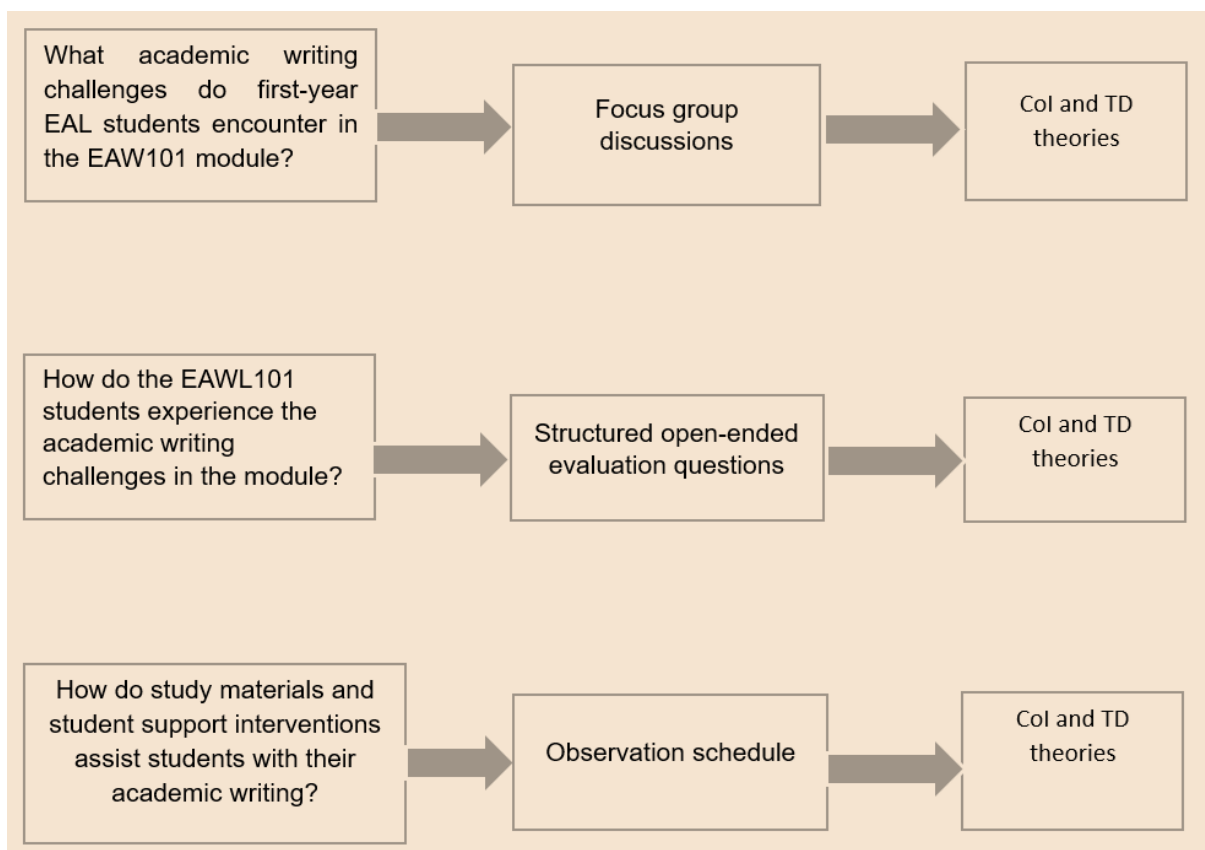 What academic writing
challenges do first-year
EAL students encounter in
the EAW101 module?
Focus group
discussions
CoI and TD
theories
How do the EAWL101
students experience the
academic writing
challenges in the module?
Structured open-ended
evaluation questions
CoI and TD
theories
How do study materials and
student support interventions
assist students with their
academic writing?
Observation schedule
CoI and TD
theories